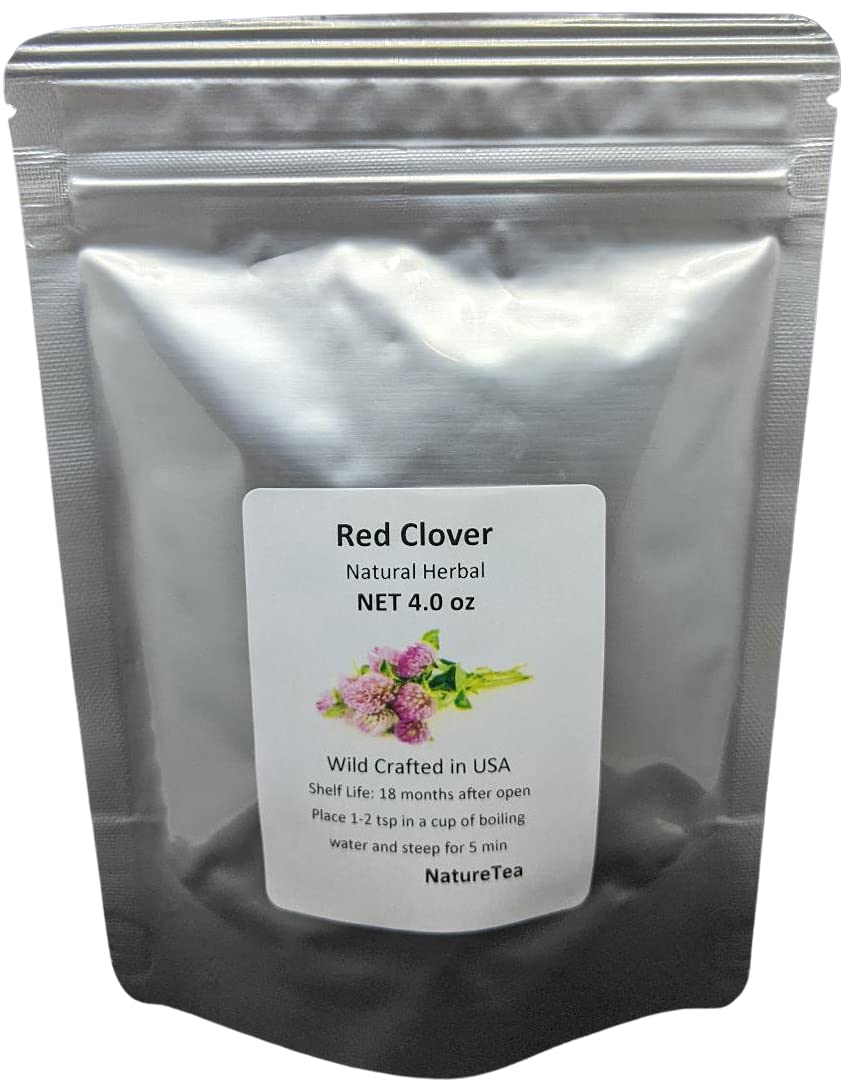 Red Clover
Natural Herbal
NET 4.0 oz
Wild Crafted in USA
Shelf Life: 18 months after open
Place 1-2 tsp in a cup of boiling
water and steep for 5 min
NatureTea